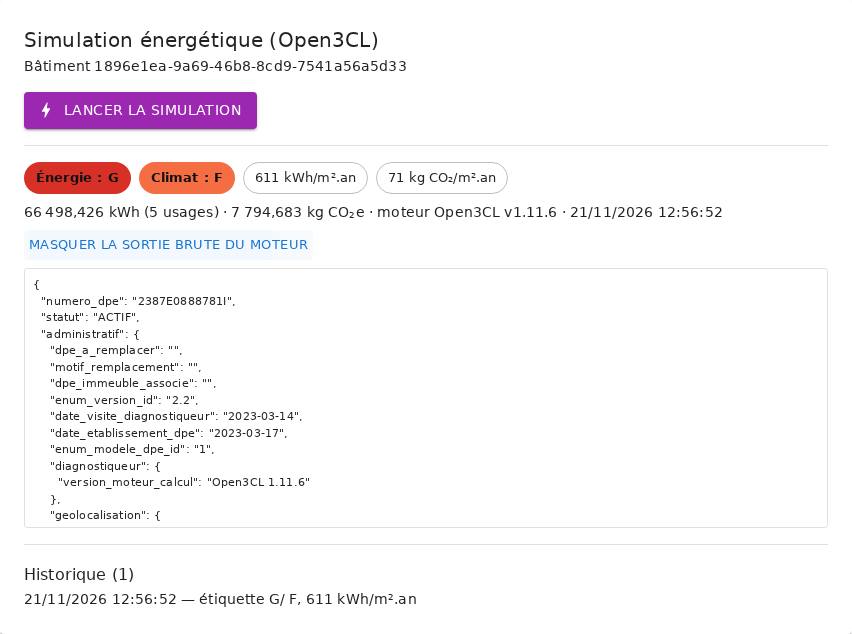 Simulation énergétique (Open3CL)
Bâtiment 1896e1ea-9a69-46b8-8cd9-7541a56a5d33
LANCER LA SIMULATION
Énergie : G
Climat : F
611 kWh/m².an
71 kg CO₂/m².an
66 498,426 kWh (5 usages) · 7 794,683 kg CO₂e · moteur Open3CL v1.11.6 · 21/11/2026 12:56:52
MASQUER LA SORTIE BRUTE DU MOTEUR
{
"numero_dpe": "2387E0888781I",
"statut": "ACTIF",
"administratif": {
"dpe_a_remplacer": "",
"motif_remplacement": "",
"dpe_immeuble_associe": "",
"enum_version_id": "2.2",
"date_visite_diagnostiqueur": "2023-03-14",
"date_etablissement_dpe": "2023-03-17",
"enum_modele_dpe_id": "1",
"diagnostiqueur": {
"version_moteur_calcul": "Open3CL 1.11.6"
},
"geolocalisation": {
Historique (1)
21/11/2026 12:56:52 — étiquette G/ F, 611 kWh/m².an